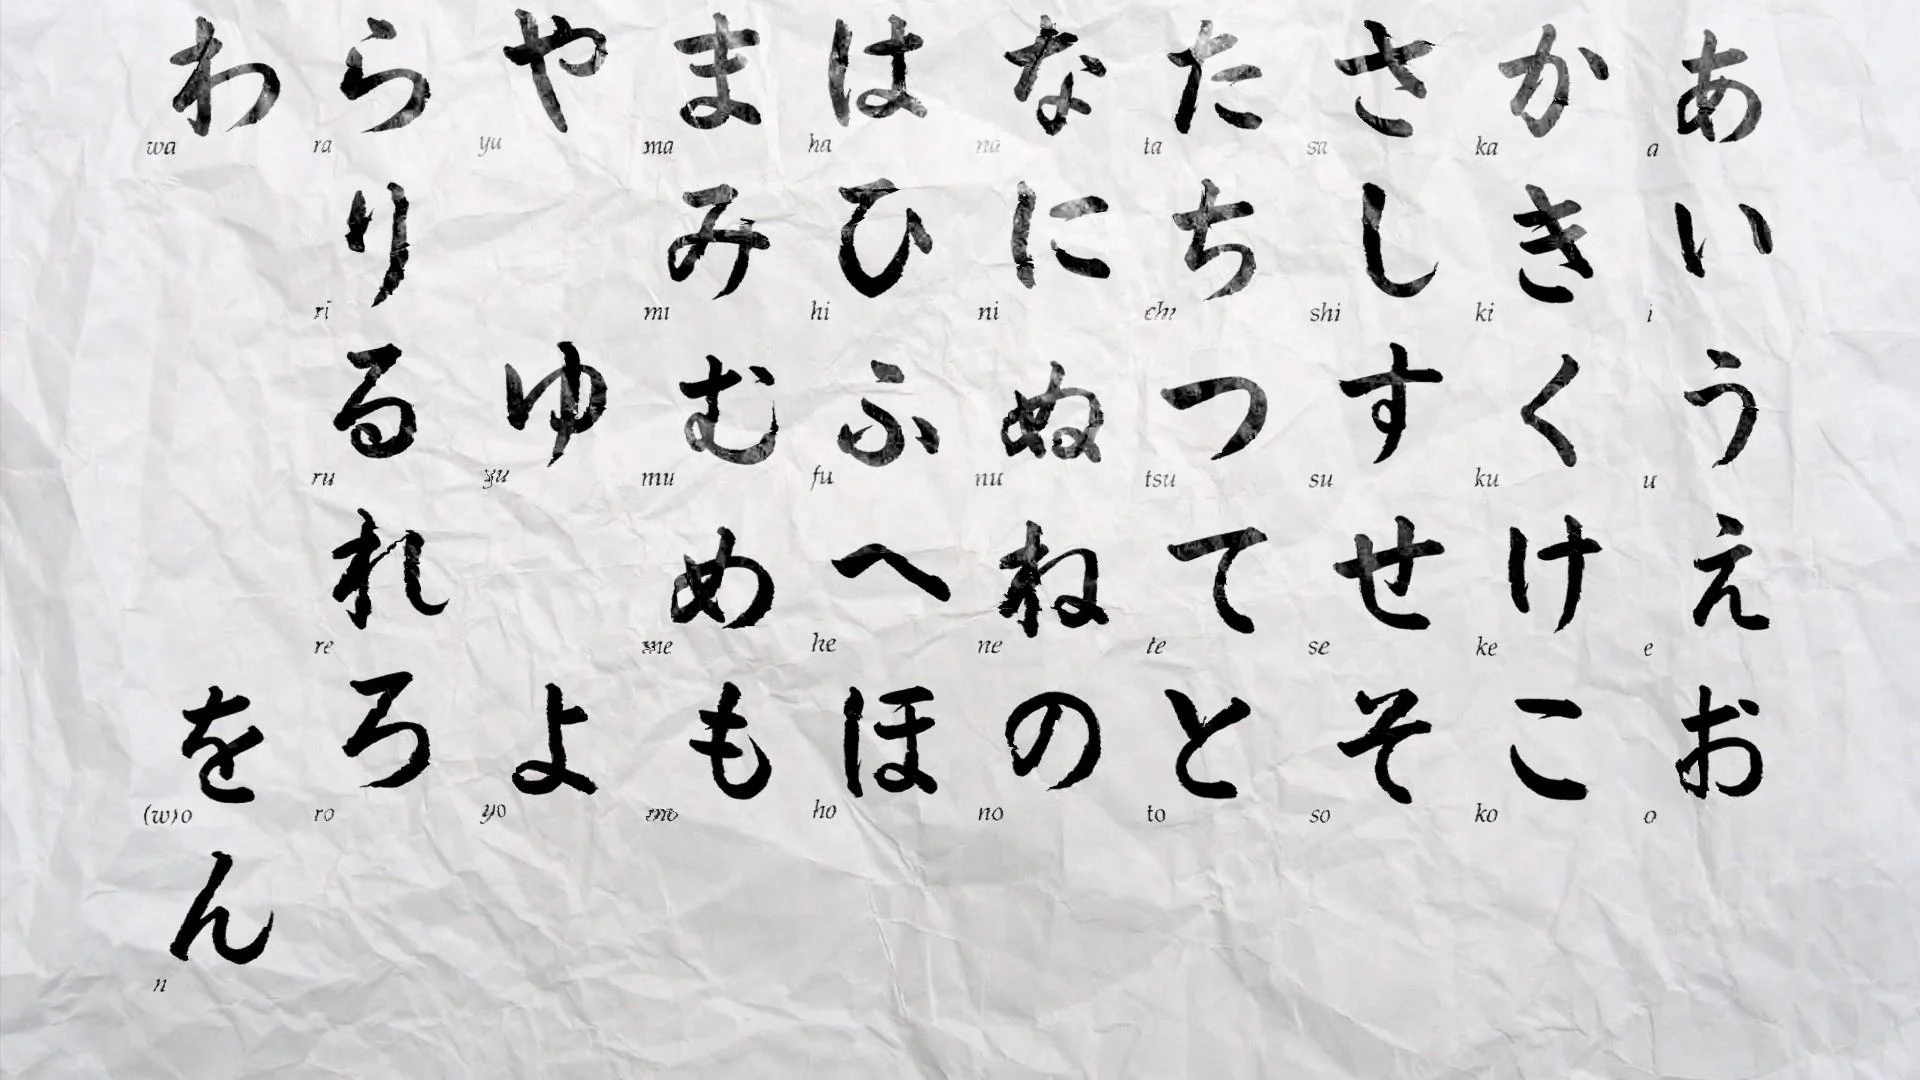 わ ら や ま は な た さ か あ
wa ra yu ma ha na ta sa ka a
り み ひ に ち し き い
ri mi hi ni chi shi ki i
る ゆ む ふ ぬ つ す く う
ru yu mu fu nu tsu su ku u
れ め へ ね て せ け え
re me he ne te se ke e
を ろ よ も ほ の と そ こ お
(w)o ro yo mo ho no to so ko o
ん
n